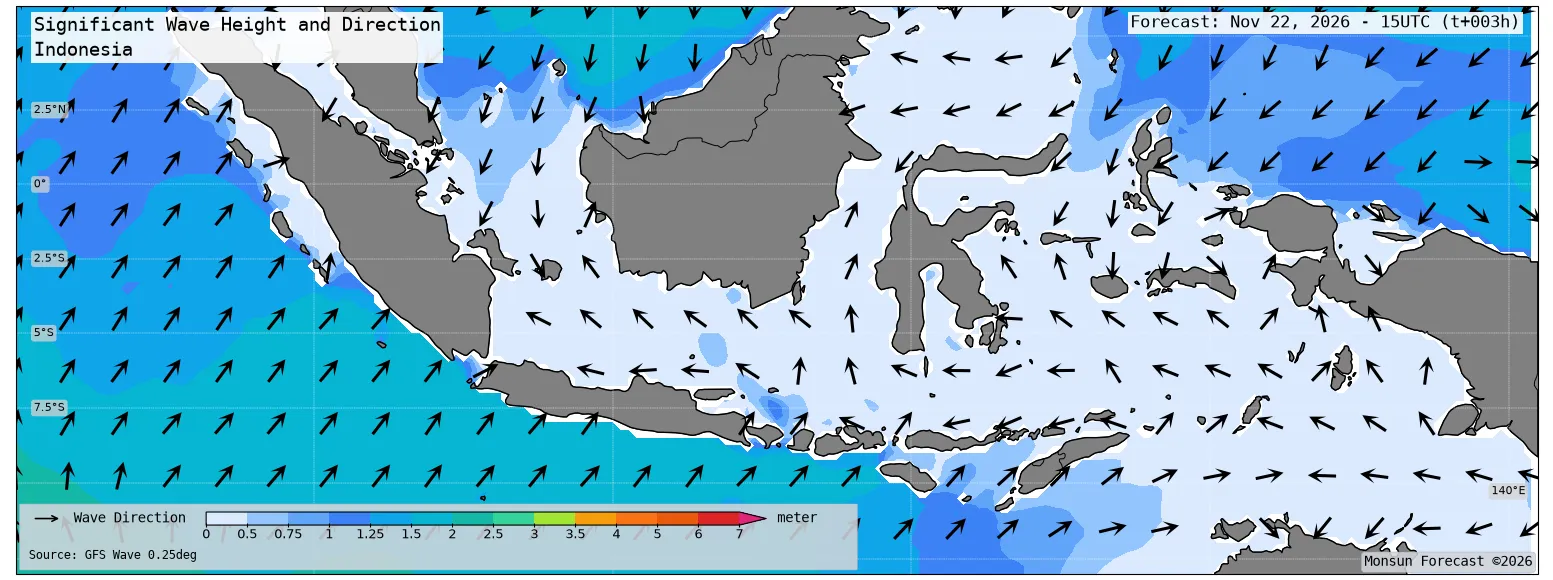 Significant Wave Height and Direction
Indonesia
Forecast: Nov 22, 2026 - 15UTC (t+003h)
2.5°N
0°
2.5°S
5°S
7.5°S
140°E
Wave Direction
meter
0 0.5 0.75 1 1.25 1.5 2 2.5 3 3.5 4 5 6 7
Source: GFS Wave 0.25deg
Monsun Forecast ©2026